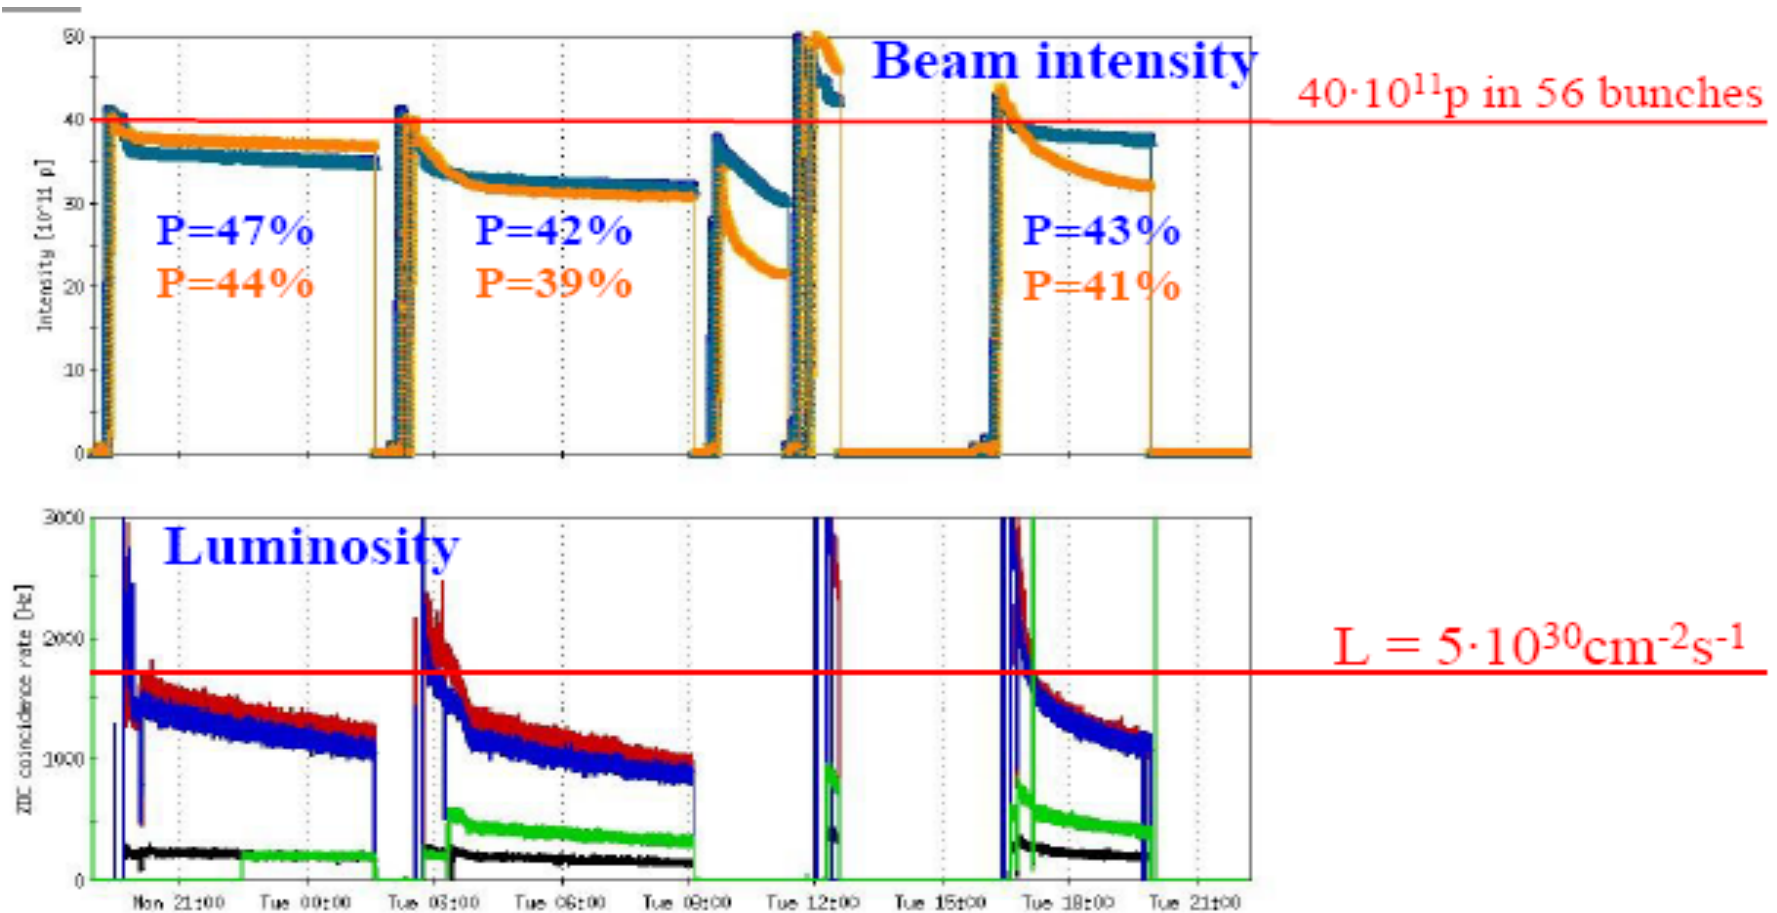 50
Beam intensity
40·10¹¹p in 56 bunches
40
30
20
10
0
Intensity [10^11 p]
P=47%
P=44%
P=42%
P=39%
P=43%
P=41%
3000
Luminosity
2000
L = 5·10³⁰cm⁻²s⁻¹
1000
0
ZDC coincidence rate [Hz]
Mon 21:00 Tue 00:00 Tue 03:00 Tue 06:00 Tue 09:00 Tue 12:00 Tue 15:00 Tue 18:00 Tue 21:00